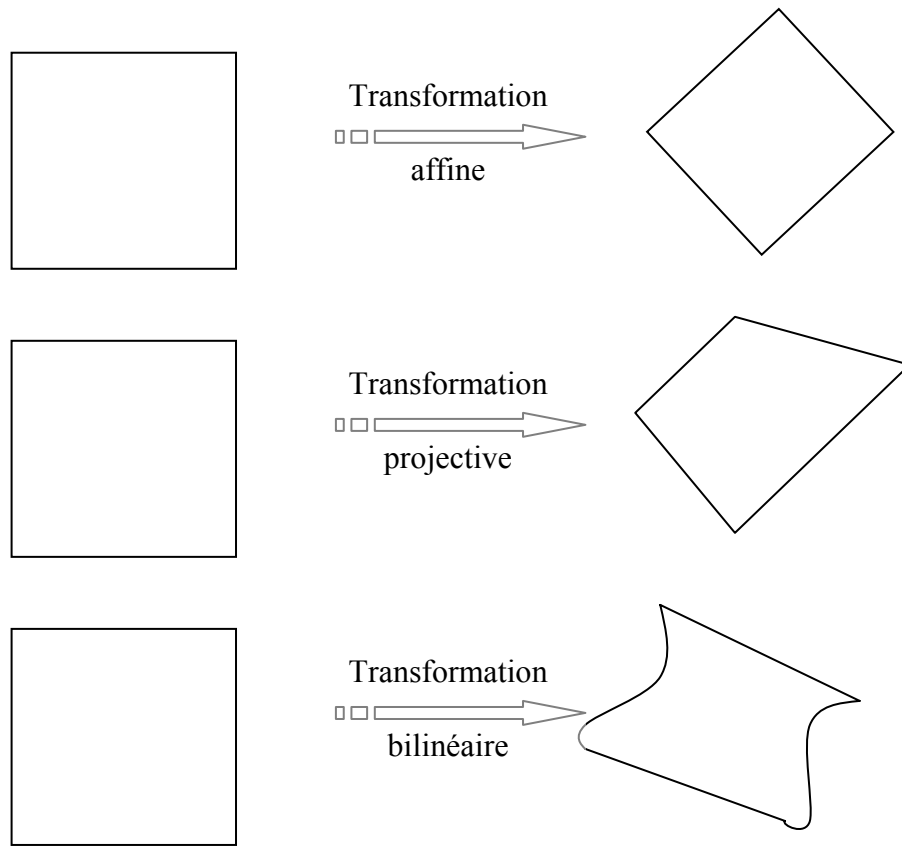 Transformation
affine
Transformation
projective
Transformation
bilinéaire